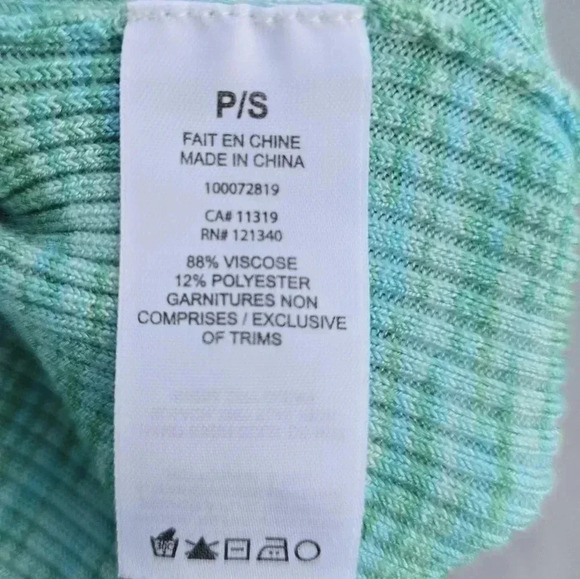 P/S
FAIT EN CHINE
MADE IN CHINA
100072819
CA# 11319
RN# 121340
88% VISCOSE
12% POLYESTER
GARNITURES NON
COMPRISES / EXCLUSIVE
OF TRIMS